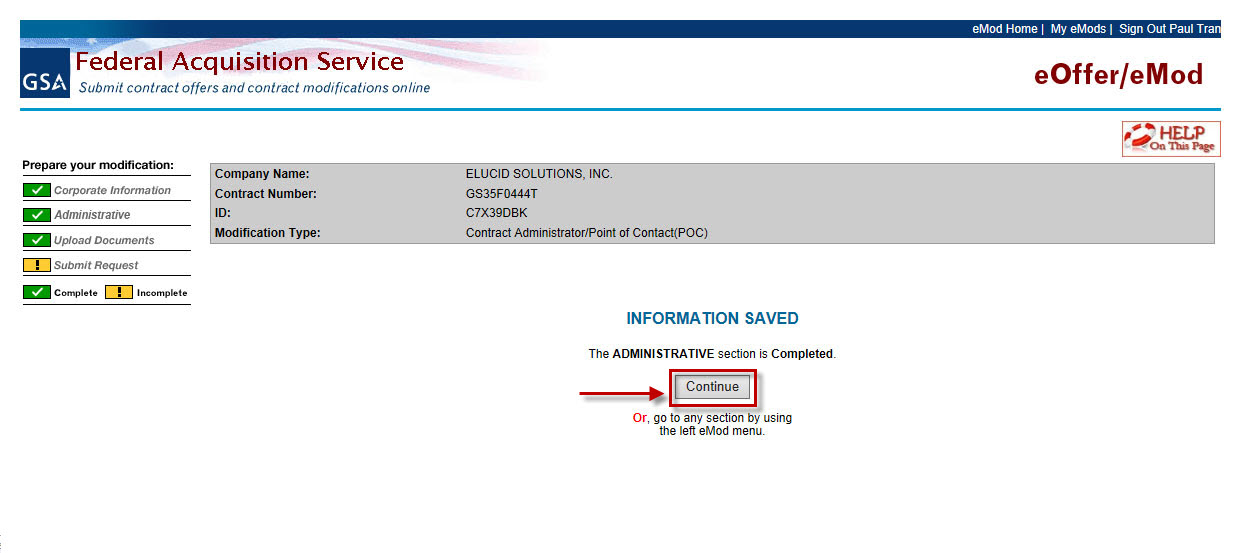 eMod Home | My eMods | Sign Out Paul Tran
GSA
Federal Acquisition Service
Submit contract offers and contract modifications online
eOffer/eMod
HELP
On This Page
Prepare your modification:
Corporate Information
Administrative
Upload Documents
! Submit Request
Complete ! Incomplete
Company Name: ELUCID SOLUTIONS, INC.
Contract Number: GS35F0444T
ID: C7X39DBK
Modification Type: Contract Administrator/Point of Contact(POC)
INFORMATION SAVED
The ADMINISTRATIVE section is Completed.
Continue
Or, go to any section by using
the left eMod menu.